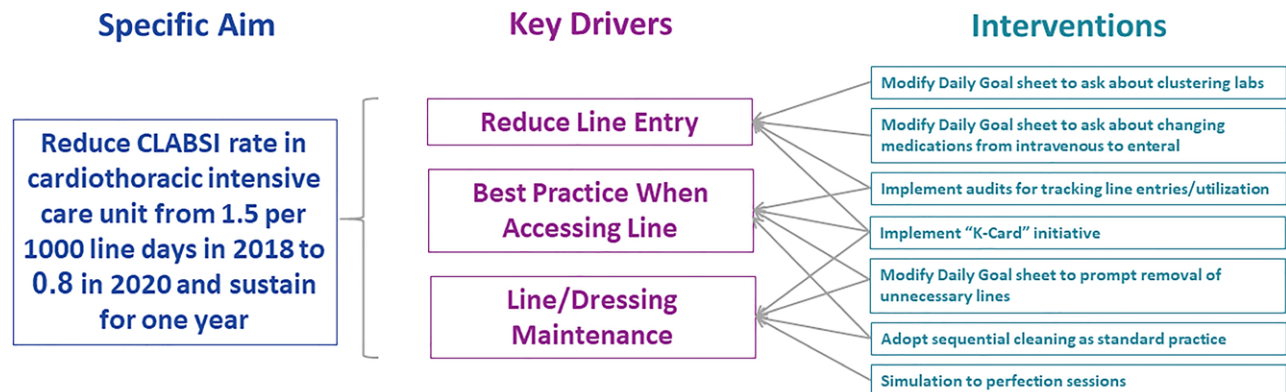 Specific Aim
Key Drivers
Interventions
Reduce CLABSI rate in
cardiothoracic intensive
care unit from 1.5 per
1000 line days in 2018 to
0.8 in 2020 and sustain
for one year
Reduce Line Entry
Best Practice When
Accessing Line
Line/Dressing
Maintenance
Modify Daily Goal sheet to ask about clustering labs
Modify Daily Goal sheet to ask about changing
medications from intravenous to enteral
Implement audits for tracking line entries/utilization
Implement “K-Card” initiative
Modify Daily Goal sheet to prompt removal of
unnecessary lines
Adopt sequential cleaning as standard practice
Simulation to perfection sessions